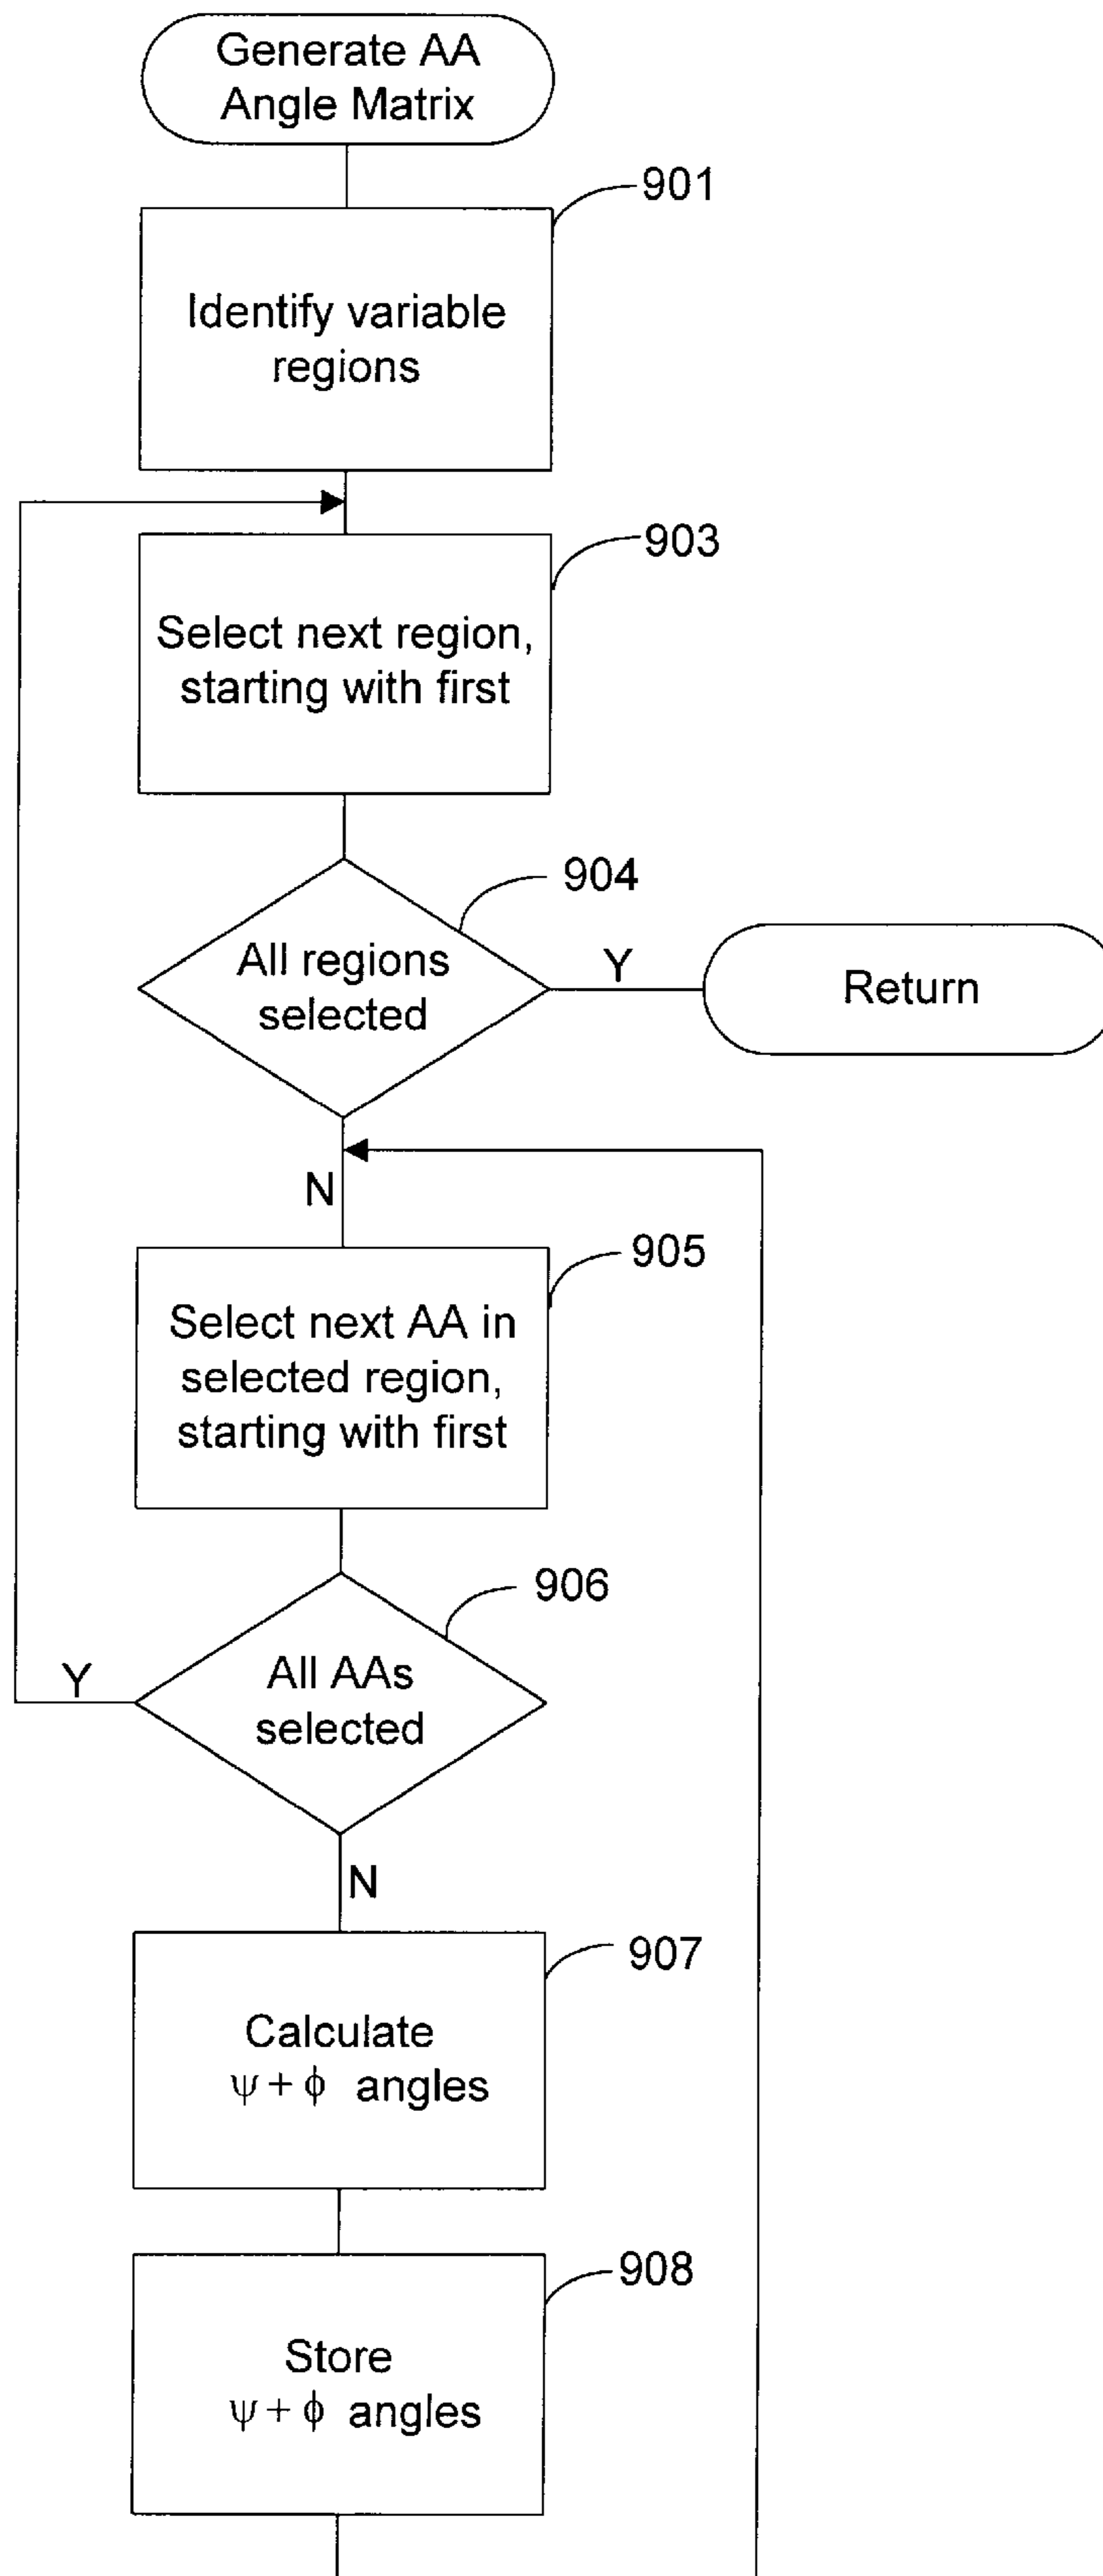 Generate AA
Angle Matrix
901
Identify variable
regions
903
Select next region,
starting with first
904
All regions
selected
Y
Return
N
905
Select next AA in
selected region,
starting with first
906
All AAs
selected
Y
N
907
Calculate
ψ + ϕ angles
908
Store
ψ + ϕ angles